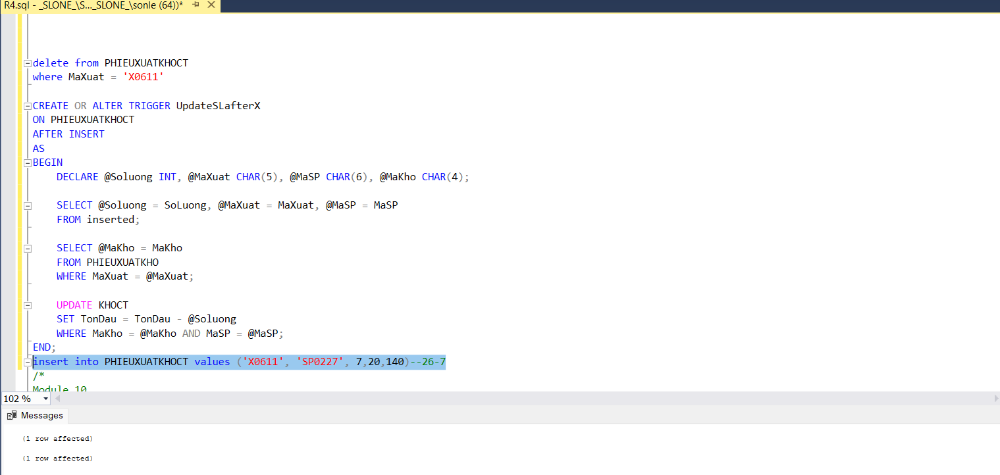 R4.sql - _SLONE_\S..._SLONE_\sonle (64))*
delete from PHIEUXUATKHOCT
where MaXuat = 'X0611'
CREATE OR ALTER TRIGGER UpdateSLafterX
ON PHIEUXUATKHOCT
AFTER INSERT
AS
BEGIN
DECLARE @Soluong INT, @MaXuat CHAR(5), @MaSP CHAR(6), @MaKho CHAR(4);
SELECT @Soluong = SoLuong, @MaXuat = MaXuat, @MaSP = MaSP
FROM inserted;
SELECT @MaKho = MaKho
FROM PHIEUXUATKHO
WHERE MaXuat = @MaXuat;
UPDATE KHOCT
SET TonDau = TonDau - @Soluong
WHERE MaKho = @MaKho AND MaSP = @MaSP;
END;
insert into PHIEUXUATKHOCT values ('X0611', 'SP0227', 7,20,140)--26-7
/*
Module 10
102 %
Messages
(1 row affected)
(1 row affected)